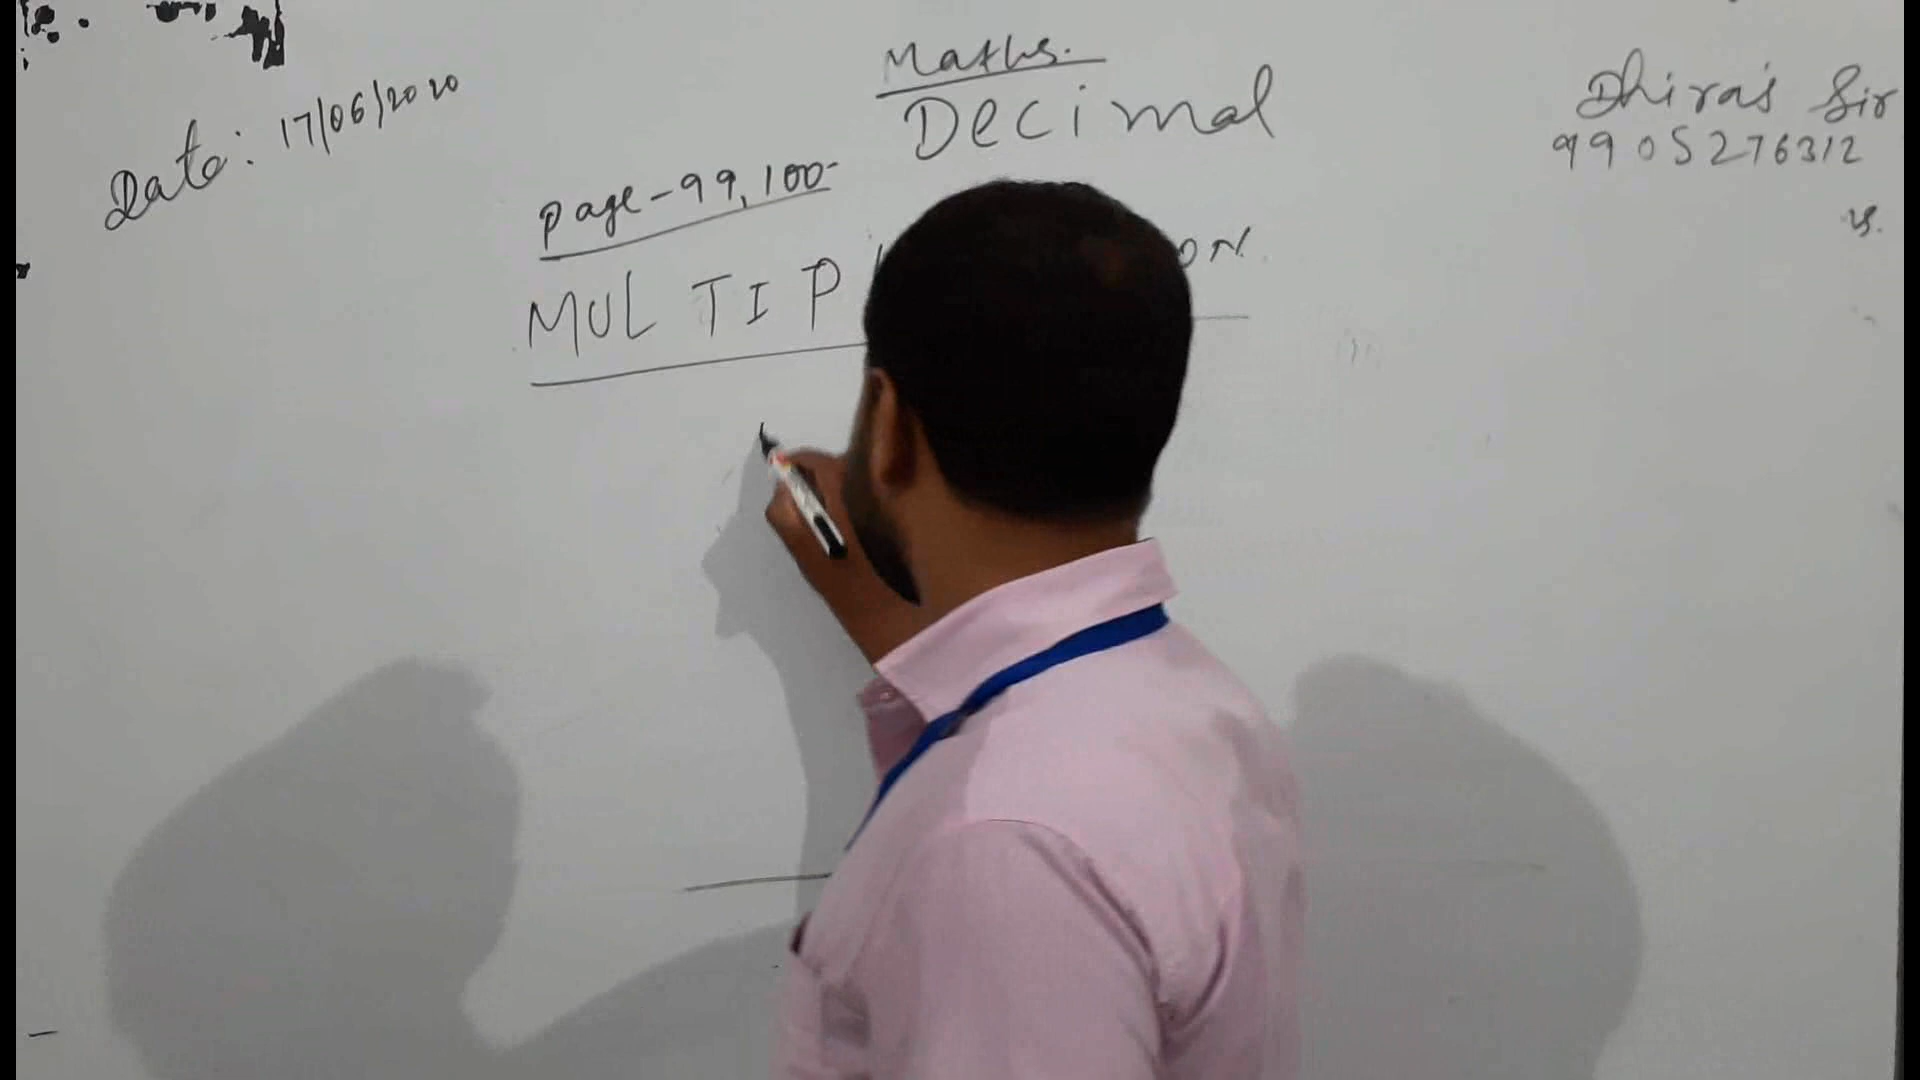 Maths.
Decimal
Date: 17/06/2020
Dhiraj Sir
9905276312
page-99,100-
MULTIP
ON.